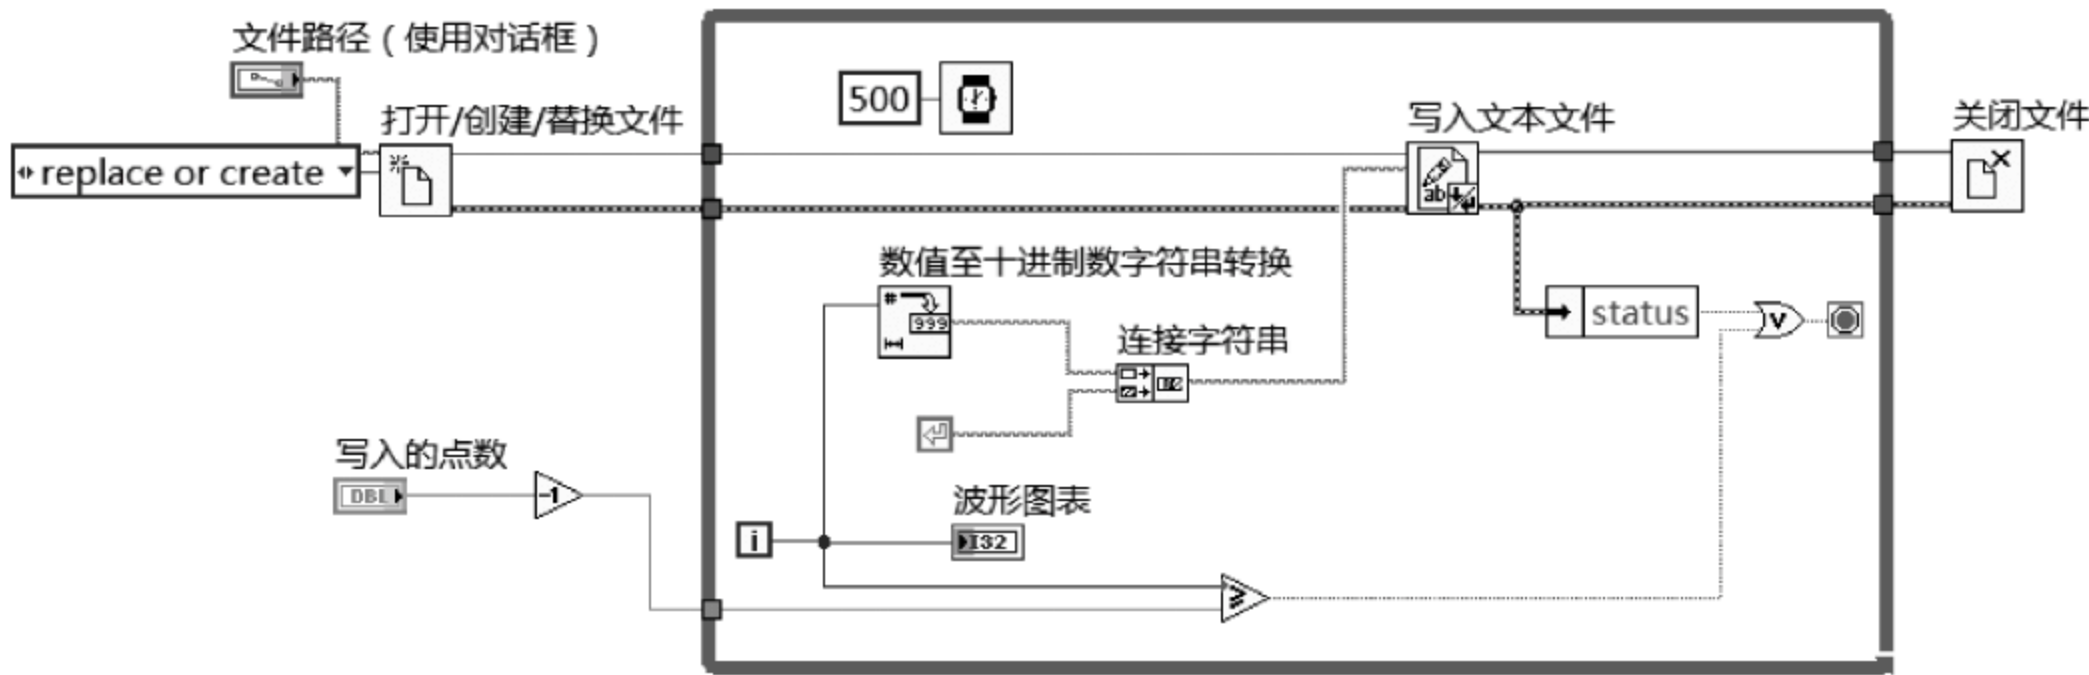 文件路径（使用对话框）
打开/创建/替换文件
replace or create
500
写入文本文件
关闭文件
ab
数值至十进制数字符串转换
#
999
连接字符串
status
V
写入的点数
DBL
-1
波形图表
i
I32
≥